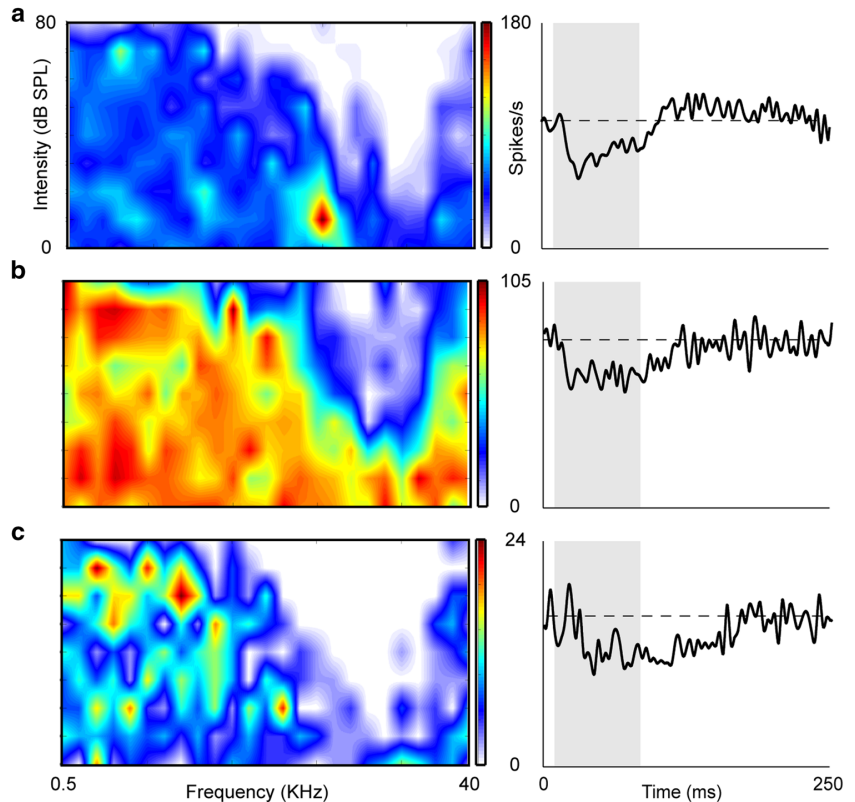 a
80
Intensity (dB SPL)
0
180
Spikes/s
0
b
105
0
c
24
0
0.5
Frequency (KHz)
40
0
Time (ms)
250